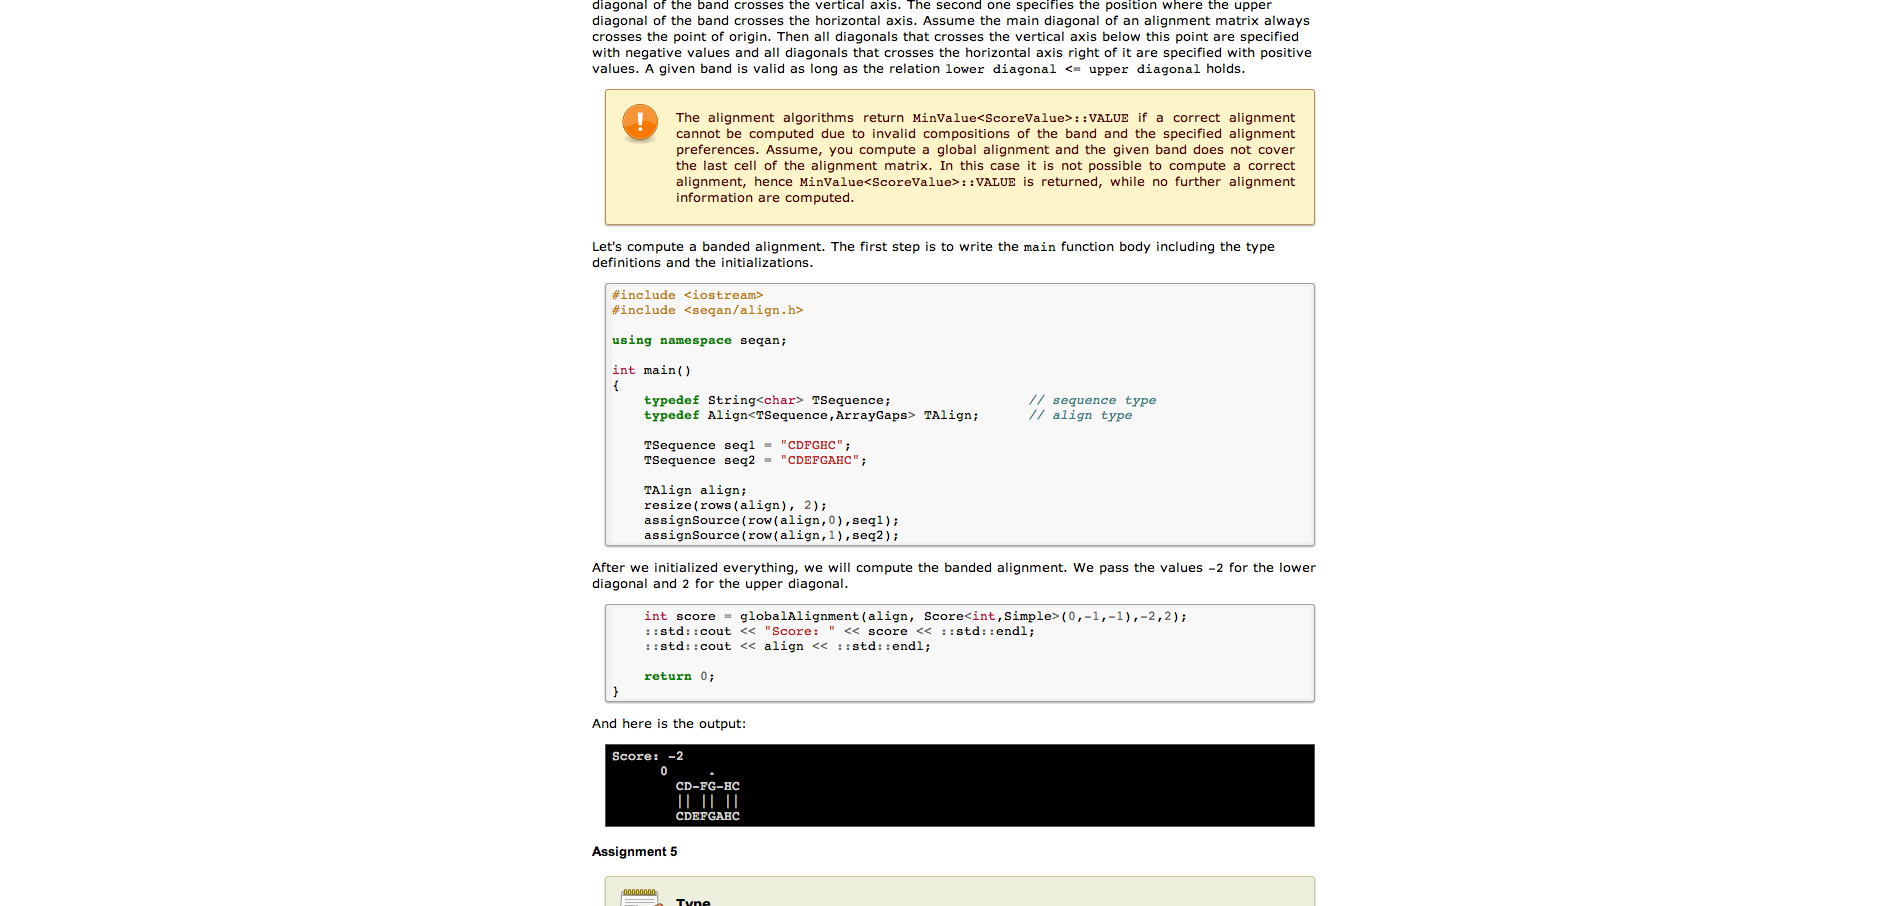 diagonal of the band crosses the vertical axis. The second one specifies the position where the upper
diagonal of the band crosses the horizontal axis. Assume the main diagonal of an alignment matrix always
crosses the point of origin. Then all diagonals that crosses the vertical axis below this point are specified
with negative values and all diagonals that crosses the horizontal axis right of it are specified with positive
values. A given band is valid as long as the relation lower diagonal <= upper diagonal holds.
The alignment algorithms return MinValue<ScoreValue>::VALUE if a correct alignment
cannot be computed due to invalid compositions of the band and the specified alignment
preferences. Assume, you compute a global alignment and the given band does not cover
the last cell of the alignment matrix. In this case it is not possible to compute a correct
alignment, hence MinValue<ScoreValue>::VALUE is returned, while no further alignment
information are computed.
Let's compute a banded alignment. The first step is to write the main function body including the type
definitions and the initializations.
#include <iostream>
#include <seqan/align.h>
using namespace seqan;
int main()
{
    typedef String<char> TSequence;                 // sequence type
    typedef Align<TSequence,ArrayGaps> TAlign;      // align type
    TSequence seq1 = "CDFGHC";
    TSequence seq2 = "CDEFGAHC";
    TAlign align;
    resize(rows(align), 2);
    assignSource(row(align,0),seq1);
    assignSource(row(align,1),seq2);
After we initialized everything, we will compute the banded alignment. We pass the values -2 for the lower
diagonal and 2 for the upper diagonal.
    int score = globalAlignment(align, Score<int,Simple>(0,-1,-1),-2,2);
    ::std::cout << "Score: " << score << ::std::endl;
    ::std::cout << align << ::std::endl;
    return 0;
}
And here is the output:
Score: -2
      0     .
        CD-FG-HC
        || || ||
        CDEFGAHC
Assignment 5
Type